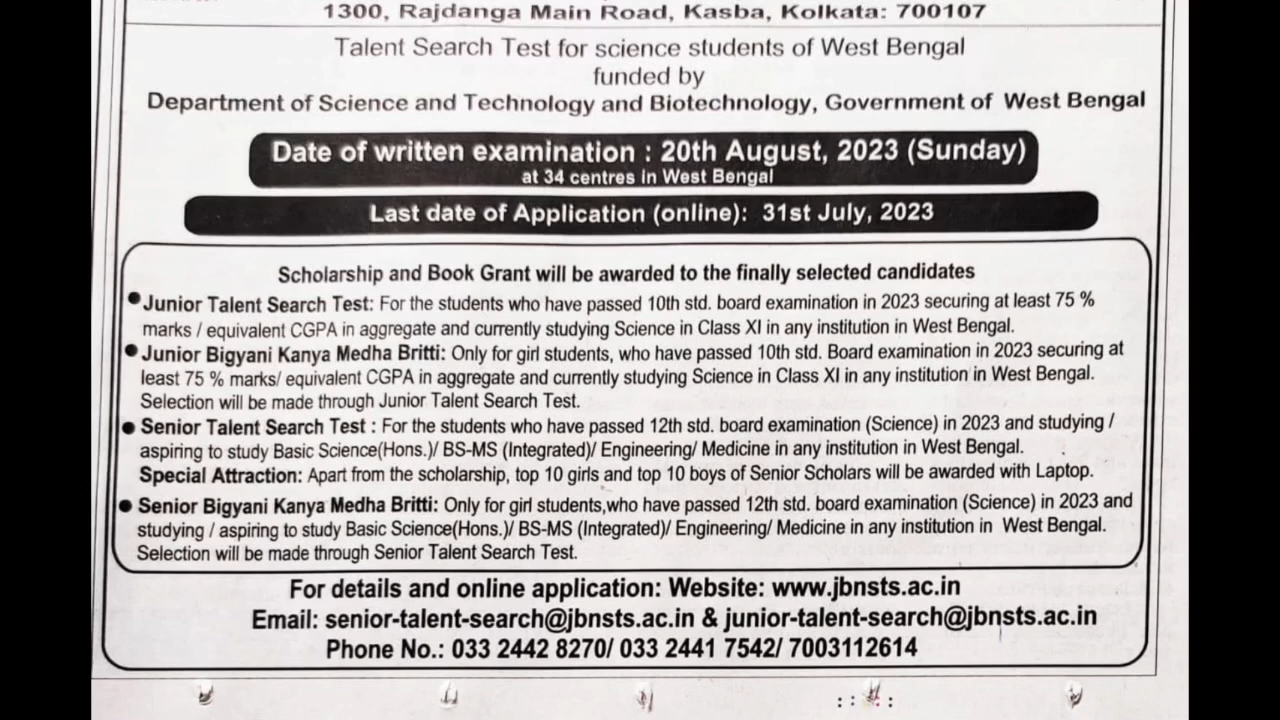 1300, Rajdanga Main Road, Kasba, Kolkata: 700107
Talent Search Test for science students of West Bengal
funded by
Department of Science and Technology and Biotechnology, Government of West Bengal
Date of written examination : 20th August, 2023 (Sunday)
at 34 centres in West Bengal
Last date of Application (online): 31st July, 2023
Scholarship and Book Grant will be awarded to the finally selected candidates
● Junior Talent Search Test: For the students who have passed 10th std. board examination in 2023 securing at least 75 %
marks / equivalent CGPA in aggregate and currently studying Science in Class XI in any institution in West Bengal.
● Junior Bigyani Kanya Medha Britti: Only for girl students, who have passed 10th std. Board examination in 2023 securing at
least 75 % marks/ equivalent CGPA in aggregate and currently studying Science in Class XI in any institution in West Bengal.
Selection will be made through Junior Talent Search Test.
● Senior Talent Search Test : For the students who have passed 12th std. board examination (Science) in 2023 and studying /
aspiring to study Basic Science(Hons.)/ BS-MS (Integrated)/ Engineering/ Medicine in any institution in West Bengal.
Special Attraction: Apart from the scholarship, top 10 girls and top 10 boys of Senior Scholars will be awarded with Laptop.
● Senior Bigyani Kanya Medha Britti: Only for girl students,who have passed 12th std. board examination (Science) in 2023 and
studying / aspiring to study Basic Science(Hons.)/ BS-MS (Integrated)/ Engineering/ Medicine in any institution in West Bengal.
Selection will be made through Senior Talent Search Test.
For details and online application: Website: www.jbnsts.ac.in
Email: senior-talent-search@jbnsts.ac.in & junior-talent-search@jbnsts.ac.in
Phone No.: 033 2442 8270/ 033 2441 7542/ 7003112614